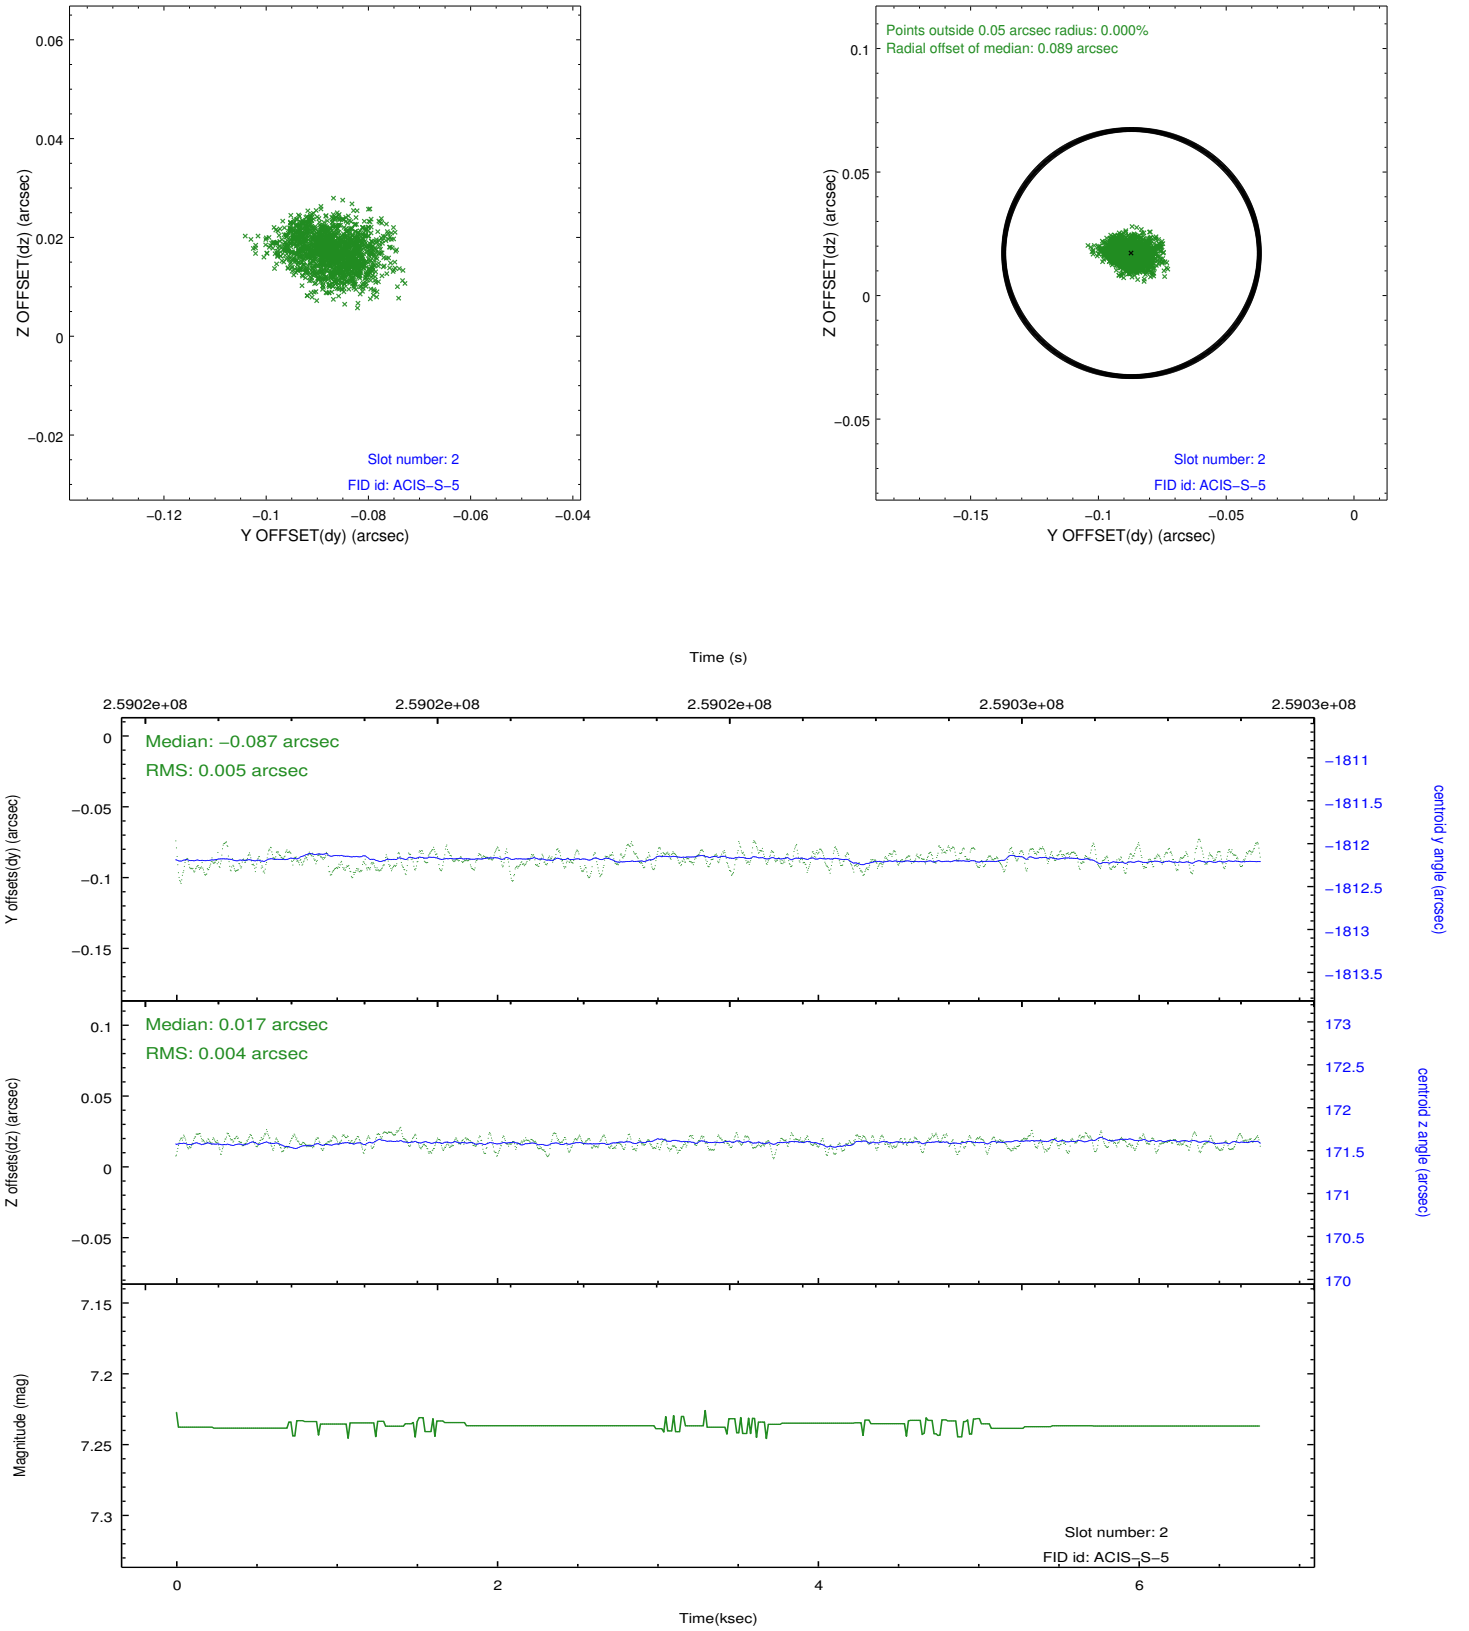 0.06
0.04
0.02
0
−0.02
Z OFFSET(dz) (arcsec)
Slot number: 2
FID id: ACIS−S−5
−0.12 −0.1 −0.08 −0.06 −0.04
Y OFFSET(dy) (arcsec)
Points outside 0.05 arcsec radius: 0.000%
Radial offset of median: 0.089 arcsec
0.1
0.05
0
−0.05
Z OFFSET(dz) (arcsec)
Slot number: 2
FID id: ACIS−S−5
−0.15 −0.1 −0.05 0
Y OFFSET(dy) (arcsec)
Time (s)
2.5902e+08 2.5902e+08 2.5902e+08 2.5903e+08 2.5903e+08
Median: −0.087 arcsec
RMS: 0.005 arcsec
0
−0.05
−0.1
−0.15
Y offsets(dy) (arcsec)
−1811
−1811.5
−1812
−1812.5
−1813
−1813.5
centroid y angle (arcsec)
Median: 0.017 arcsec
RMS: 0.004 arcsec
0.1
0.05
0
−0.05
Z offsets(dz) (arcsec)
173
172.5
172
171.5
171
170.5
170
centroid z angle (arcsec)
7.15
7.2
7.25
7.3
Magnitude (mag)
Slot number: 2
FID id: ACIS−S−5
0 2 4 6
Time(ksec)